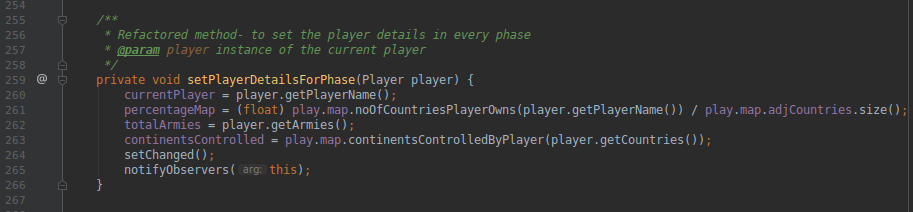 254
255 /**
256 * Refactored method- to set the player details in every phase
257 * @param player instance of the current player
258 */
259 @ private void setPlayerDetailsForPhase(Player player) {
260 currentPlayer = player.getPlayerName();
261 percentageMap = (float) play.map.noOfCountriesPlayerOwns(player.getPlayerName()) / play.map.adjCountries.size();
262 totalArmies = player.getArmies();
263 continentsControlled = play.map.continentsControlledByPlayer(player.getCountries());
264 setChanged();
265 notifyObservers( arg: this);
266 }
267